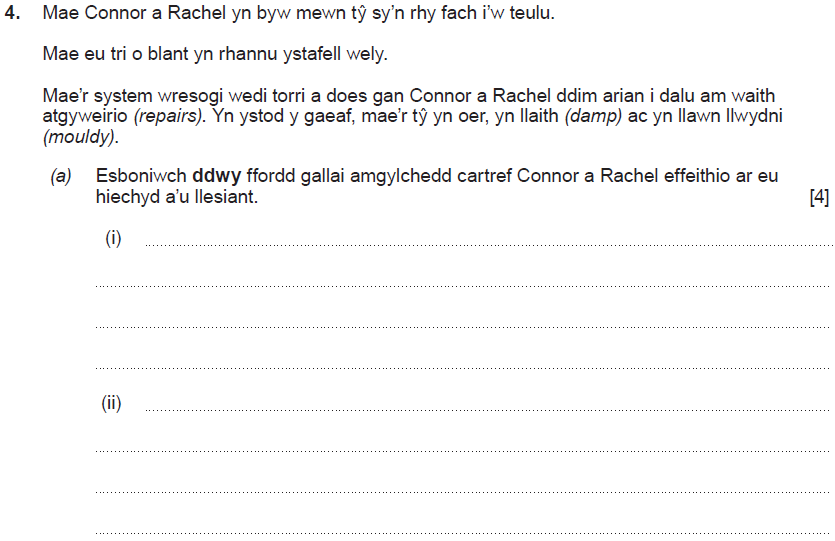 4. Mae Connor a Rachel yn byw mewn tŷ sy'n rhy fach i'w teulu.
Mae eu tri o blant yn rhannu ystafell wely.
Mae'r system wresogi wedi torri a does gan Connor a Rachel ddim arian i dalu am waith
atgyweirio (repairs). Yn ystod y gaeaf, mae'r tŷ yn oer, yn llaith (damp) ac yn llawn llwydni
(mouldy).
(a) Esboniwch ddwy ffordd gallai amgylchedd cartref Connor a Rachel effeithio ar eu
hiechyd a'u llesiant. [4]
(i)
(ii)